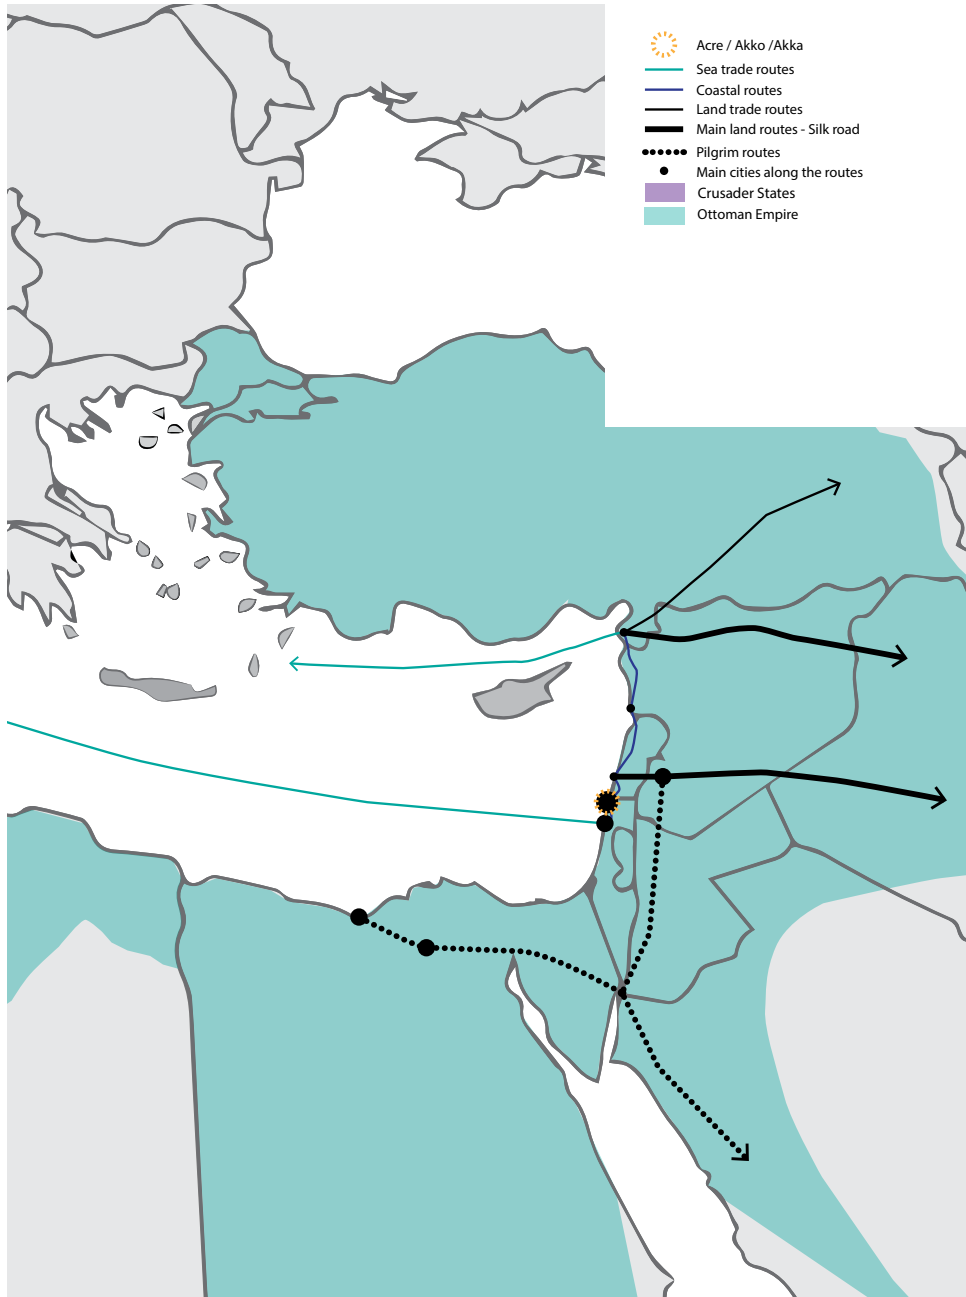 Acre / Akko /Akka
Sea trade routes
Coastal routes
Land trade routes
Main land routes - Silk road
Pilgrim routes
Main cities along the routes
Crusader States
Ottoman Empire